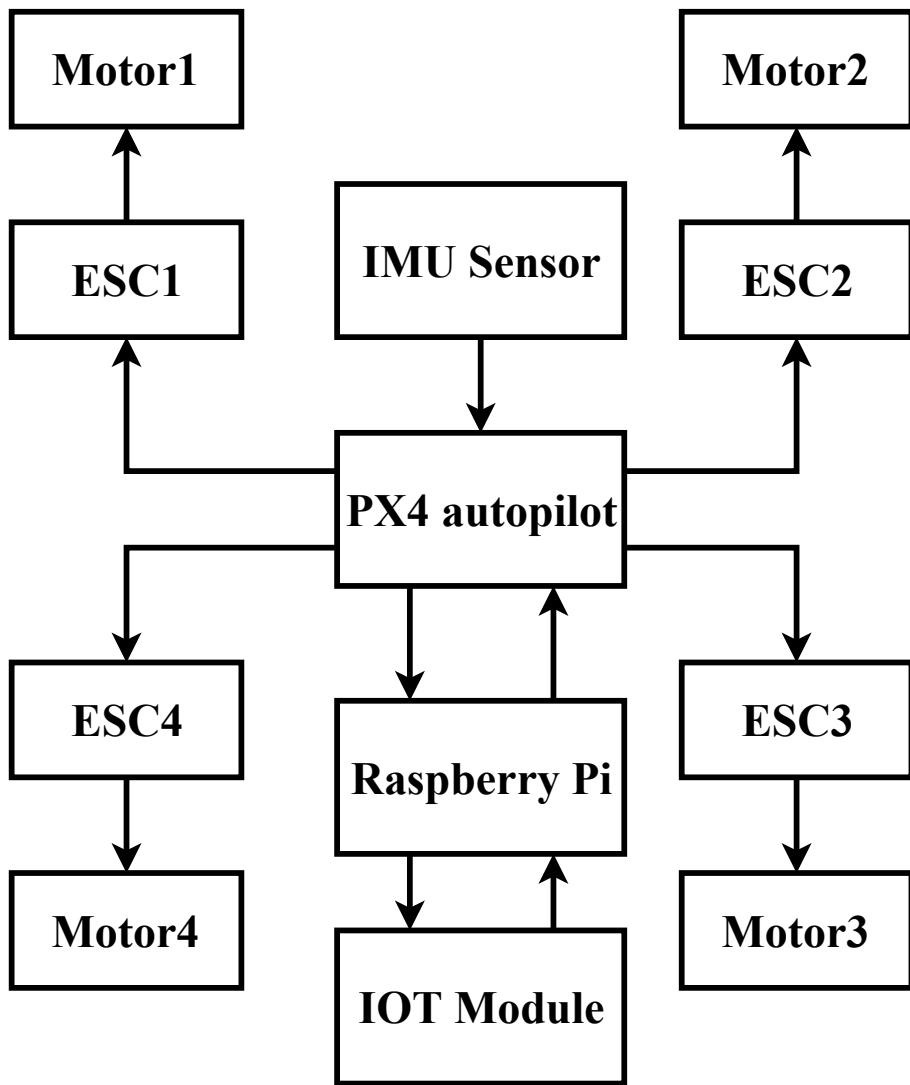 Motor1
Motor2
ESC1
IMU Sensor
ESC2
PX4 autopilot
ESC4
ESC3
Raspberry Pi
Motor4
Motor3
IOT Module